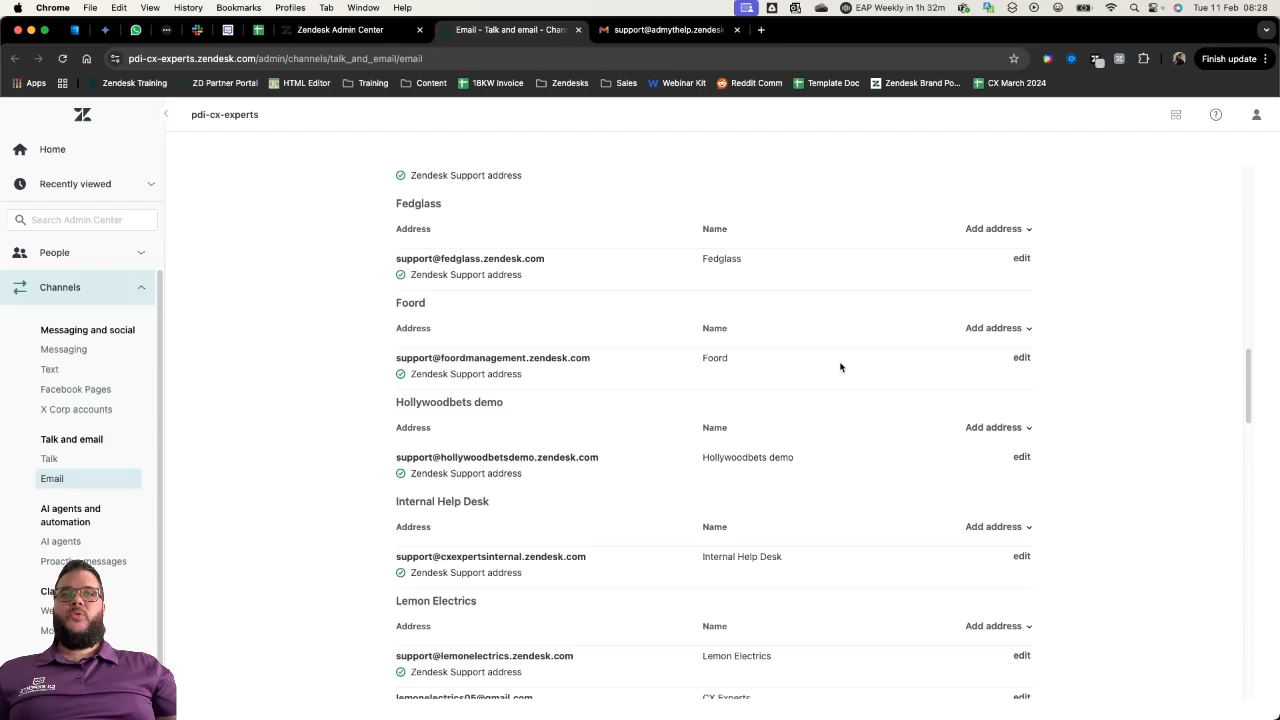 Chrome File Edit View History Bookmarks Profiles Tab Window Help
EAP Weekly in 1h 32m
Tue 11 Feb 08:28
Zendesk Admin Center
Email - Talk and email - Chan
support@admythelp.zendesk
pdi-cx-experts.zendesk.com/admin/channels/talk_and_email/email
Finish update
Apps
Zendesk Training
ZD Partner Portal
HTML Editor
Training
Content
18KW Invoice
Zendesks
Sales
Webinar Kit
Reddit Comm
Template Doc
Zendesk Brand Po...
CX March 2024
pdi-cx-experts
Home
Recently viewed
Search Admin Center
People
Channels
Messaging and social
Messaging
Text
Facebook Pages
X Corp accounts
Talk and email
Talk
Email
AI agents and
automation
AI agents
Proactive messages
Zendesk Support address
Fedglass
Address Name Add address
support@fedglass.zendesk.com Fedglass edit
Zendesk Support address
Foord
Address Name Add address
support@foordmanagement.zendesk.com Foord edit
Zendesk Support address
Hollywoodbets demo
Address Name Add address
support@hollywoodbetsdemo.zendesk.com Hollywoodbets demo edit
Zendesk Support address
Internal Help Desk
Address Name Add address
support@cxexpertsinternal.zendesk.com Internal Help Desk edit
Zendesk Support address
Lemon Electrics
Address Name Add address
support@lemonelectrics.zendesk.com Lemon Electrics edit
Zendesk Support address
lemonelectrics05@gmail.com CX Experts edit